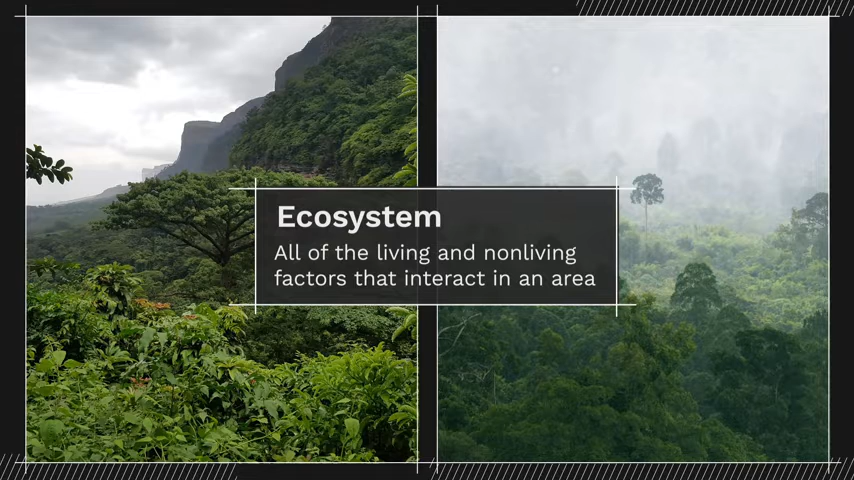 Ecosystem
All of the living and nonliving
factors that interact in an area